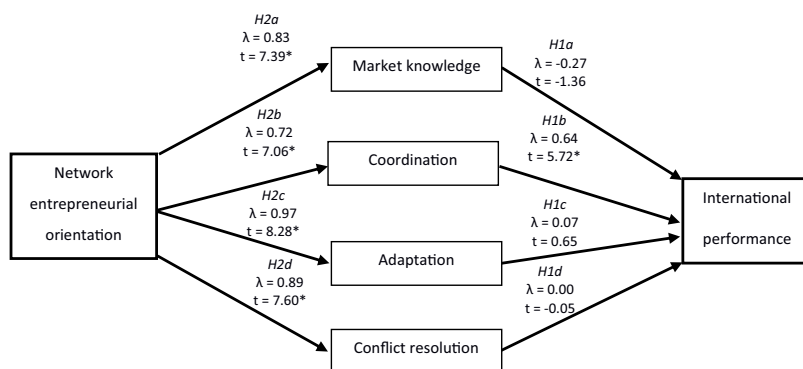 H2a
λ = 0.83
t = 7.39*
Market knowledge
H1a
λ = -0.27
t = -1.36
H2b
λ = 0.72
t = 7.06*
Coordination
H1b
λ = 0.64
t = 5.72*
Network
entrepreneurial
orientation
H2c
λ = 0.97
t = 8.28*
Adaptation
H1c
λ = 0.07
t = 0.65
International
performance
H2d
λ = 0.89
t = 7.60*
Conflict resolution
H1d
λ = 0.00
t = -0.05